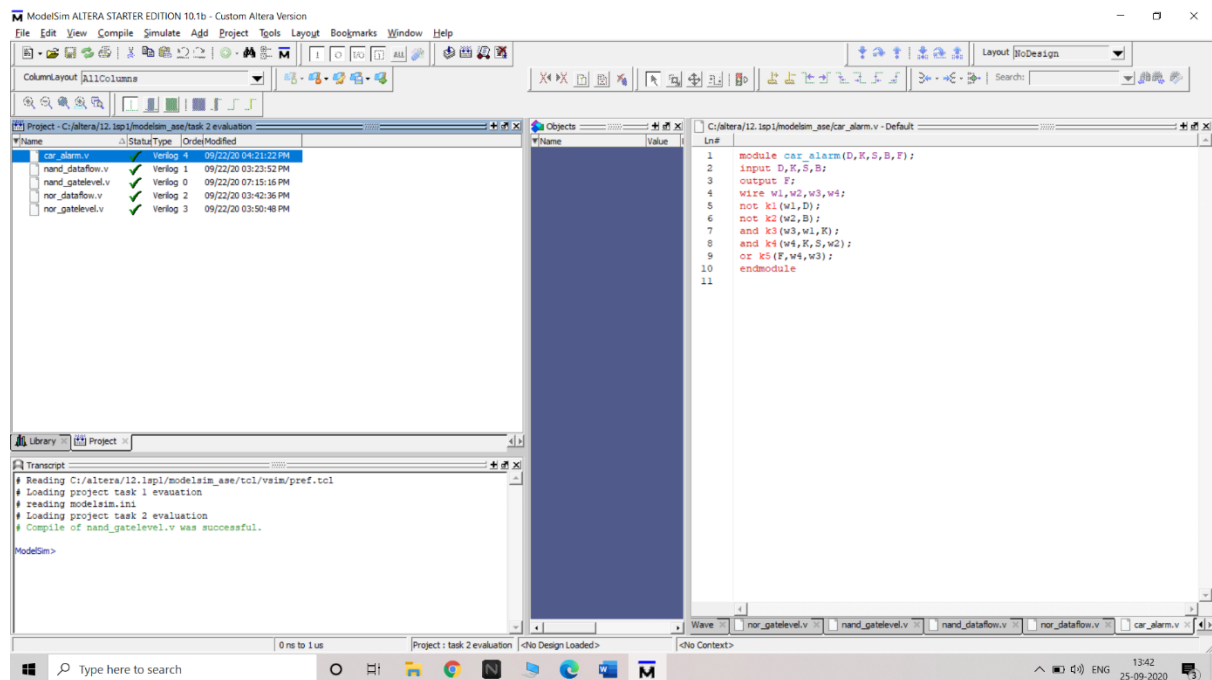 ModelSim ALTERA STARTER EDITION 10.1b - Custom Altera Version
File Edit View Compile Simulate Add Project Tools Layout Bookmarks Window Help
Layout NoDesign
ColumnLayout AllColumns
Search:
Project - C:/altera/12.1sp1/modelsim_ase/task 2 evaluation
Name Status Type Order Modified
car_alarm.v Verilog 4 09/22/20 04:21:22 PM
nand_dataflow.v Verilog 1 09/22/20 03:23:52 PM
nand_gatelevel.v Verilog 0 09/22/20 07:15:16 PM
nor_dataflow.v Verilog 2 09/22/20 03:42:36 PM
nor_gatelevel.v Verilog 3 09/22/20 03:50:48 PM
Library Project
Transcript
# Reading C:/altera/12.1sp1/modelsim_ase/tcl/vsim/pref.tcl
# Loading project task 1 evauation
# reading modelsim.ini
# Loading project task 2 evaluation
# Compile of nand_gatelevel.v was successful.
ModelSim>
Objects
Name Value
C:/altera/12.1sp1/modelsim_ase/car_alarm.v - Default
Ln#
1 module car_alarm(D,K,S,B,F);
2 input D,K,S,B;
3 output F;
4 wire w1,w2,w3,w4;
5 not k1(w1,D);
6 not k2(w2,B);
7 and k3(w3,w1,K);
8 and k4(w4,K,S,w2);
9 or k5(F,w4,w3);
10 endmodule
11
Wave nor_gatelevel.v nand_gatelevel.v nand_dataflow.v nor_dataflow.v car_alarm.v
0 ns to 1 us Project : task 2 evaluation <No Design Loaded> <No Context>
Type here to search
ENG
13:42
25-09-2020